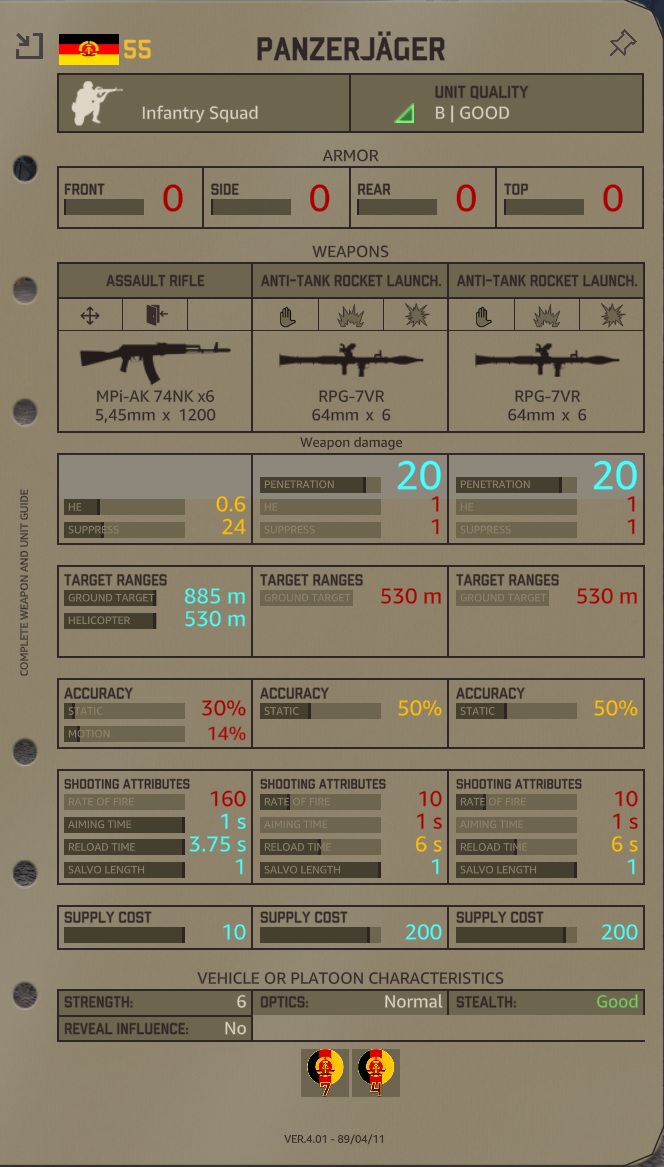 55 PANZERJÄGER
Infantry Squad
UNIT QUALITY
B | GOOD
ARMOR
FRONT 0 SIDE 0 REAR 0 TOP 0
WEAPONS
ASSAULT RIFLE ANTI-TANK ROCKET LAUNCH. ANTI-TANK ROCKET LAUNCH.
MPi-AK 74NK x6 RPG-7VR RPG-7VR
5,45mm x 1200 64mm x 6 64mm x 6
Weapon damage
PENETRATION 20 PENETRATION 20
HE 0.6 HE 1 HE 1
SUPPRESS 24 SUPPRESS 1 SUPPRESS 1
TARGET RANGES TARGET RANGES TARGET RANGES
GROUND TARGET 885 m GROUND TARGET 530 m GROUND TARGET 530 m
HELICOPTER 530 m
COMPLETE WEAPON AND UNIT GUIDE
ACCURACY ACCURACY ACCURACY
STATIC 30% STATIC 50% STATIC 50%
MOTION 14%
SHOOTING ATTRIBUTES SHOOTING ATTRIBUTES SHOOTING ATTRIBUTES
RATE OF FIRE 160 RATE OF FIRE 10 RATE OF FIRE 10
AIMING TIME 1 s AIMING TIME 1 s AIMING TIME 1 s
RELOAD TIME 3.75 s RELOAD TIME 6 s RELOAD TIME 6 s
SALVO LENGTH 1 SALVO LENGTH 1 SALVO LENGTH 1
SUPPLY COST SUPPLY COST SUPPLY COST
10 200 200
VEHICLE OR PLATOON CHARACTERISTICS
STRENGTH: 6 OPTICS: Normal STEALTH: Good
REVEAL INFLUENCE: No
7 4
VER.4.01 - 89/04/11